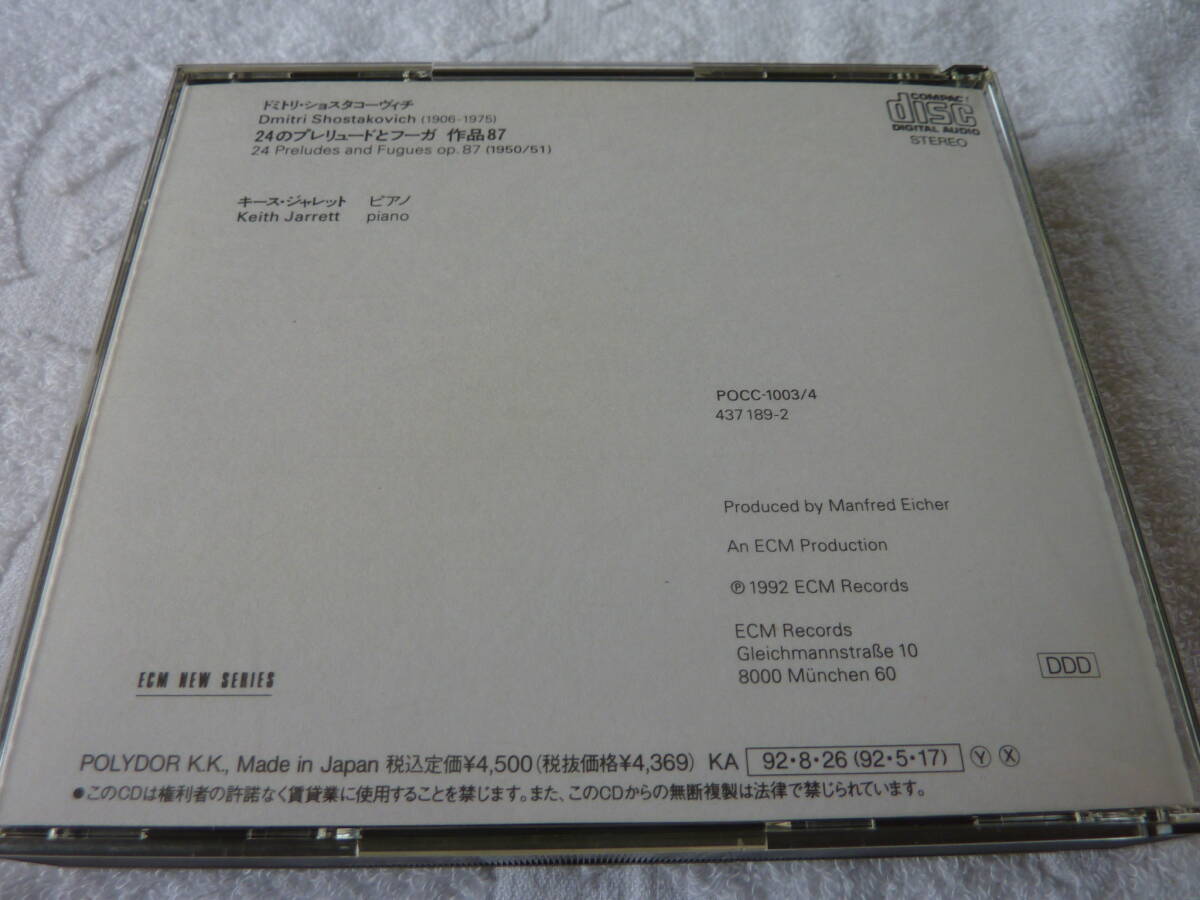 ドミトリ・ショスタコーヴィチ
Dmitri Shostakovich (1906-1975)
24のプレリュードとフーガ 作品87
24 Preludes and Fugues op. 87 (1950/51)
キース・ジャレット ピアノ
Keith Jarrett piano
COMPACT
disc
DIGITAL AUDIO
STEREO
POCC-1003/4
437 189-2
Produced by Manfred Eicher
An ECM Production
℗ 1992 ECM Records
ECM Records
Gleichmannstraße 10
8000 München 60
DDD
ECM NEW SERIES
POLYDOR K.K., Made in Japan 税込定価¥4,500(税抜価格¥4,369) KA 92・8・26(92・5・17) Ⓨ Ⓧ
●このCDは権利者の許諾なく賃貸業に使用することを禁じます。また、このCDからの無断複製は法律で禁じられています。